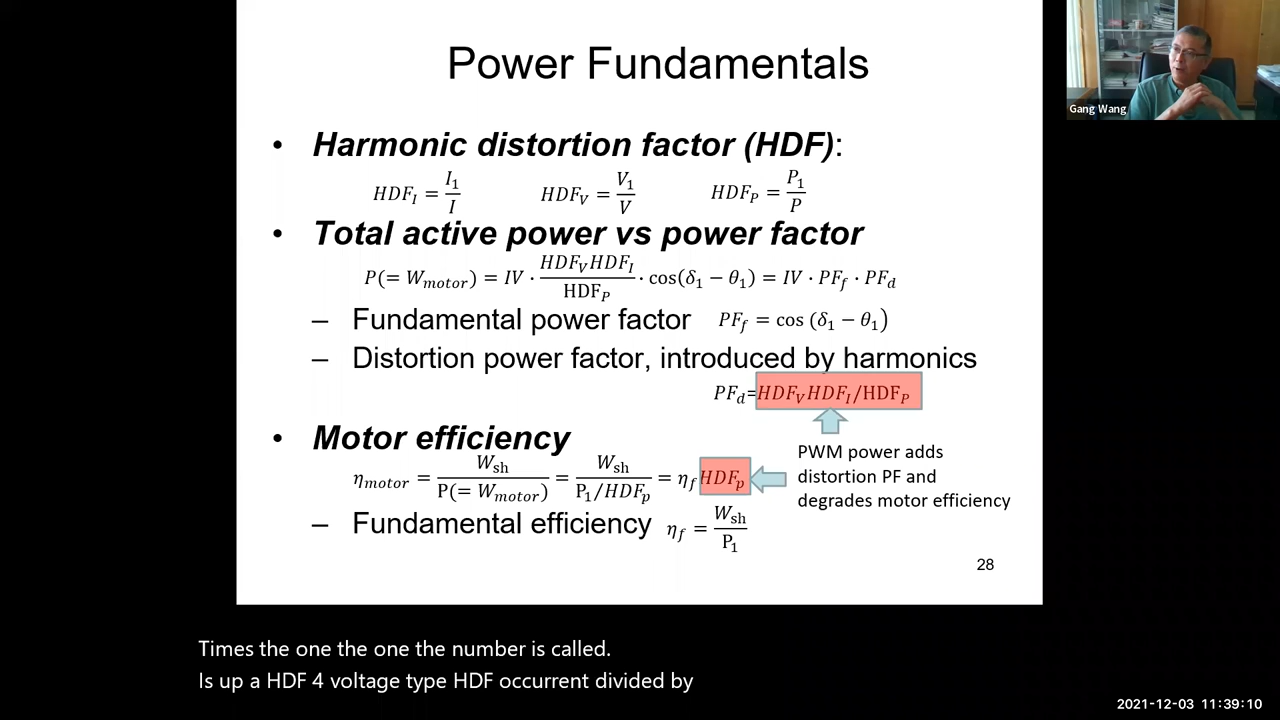 Power Fundamentals
Gang Wang
• Harmonic distortion factor (HDF):
HDF_I = I_1/I HDF_V = V_1/V HDF_P = P_1/P
• Total active power vs power factor
P(= W_motor) = IV · HDF_V HDF_I/HDF_P · cos(δ_1 − θ_1) = IV · PF_f · PF_d
– Fundamental power factor PF_f = cos (δ_1 − θ_1)
– Distortion power factor, introduced by harmonics
PF_d=HDF_V HDF_I/HDF_P
• Motor efficiency
η_motor = W_sh/P(= W_motor) = W_sh/P_1/HDF_p = η_f HDF_p
PWM power adds
distortion PF and
degrades motor efficiency
– Fundamental efficiency η_f = W_sh/P_1
28
Times the one the one the number is called.
Is up a HDF 4 voltage type HDF occurrent divided by
2021-12-03 11:39:10